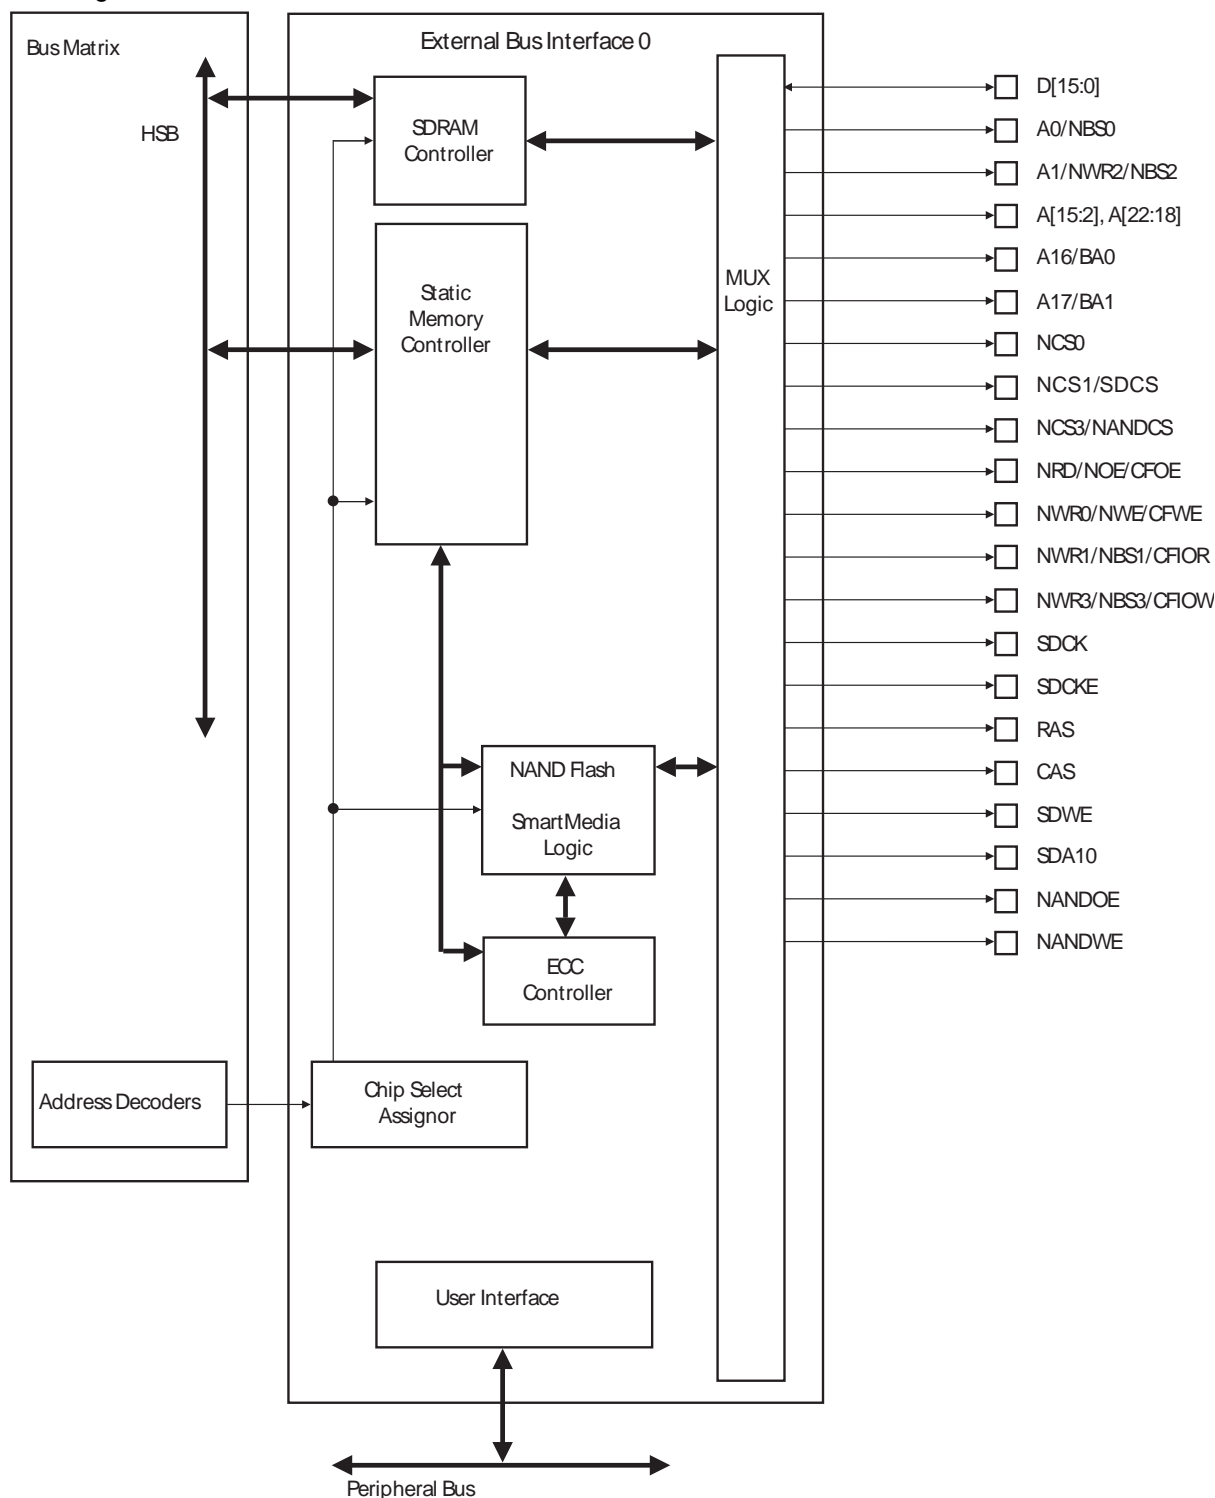 Bus Matrix
External Bus Interface 0
HSB
SDRAM
Controller
Static
Memory
Controller
MUX
Logic
NAND Flash
SmartMedia
Logic
ECC
Controller
Address Decoders
Chip Select
Assignor
User Interface
Peripheral Bus
D[15:0]
A0/NBS0
A1/NWR2/NBS2
A[15:2], A[22:18]
A16/BA0
A17/BA1
NCS0
NCS1/SDCS
NCS3/NANDCS
NRD/NOE/CFOE
NWR0/NWE/CFWE
NWR1/NBS1/CFIOR
NWR3/NBS3/CFIOW
SDCK
SDCKE
RAS
CAS
SDWE
SDA10
NANDOE
NANDWE